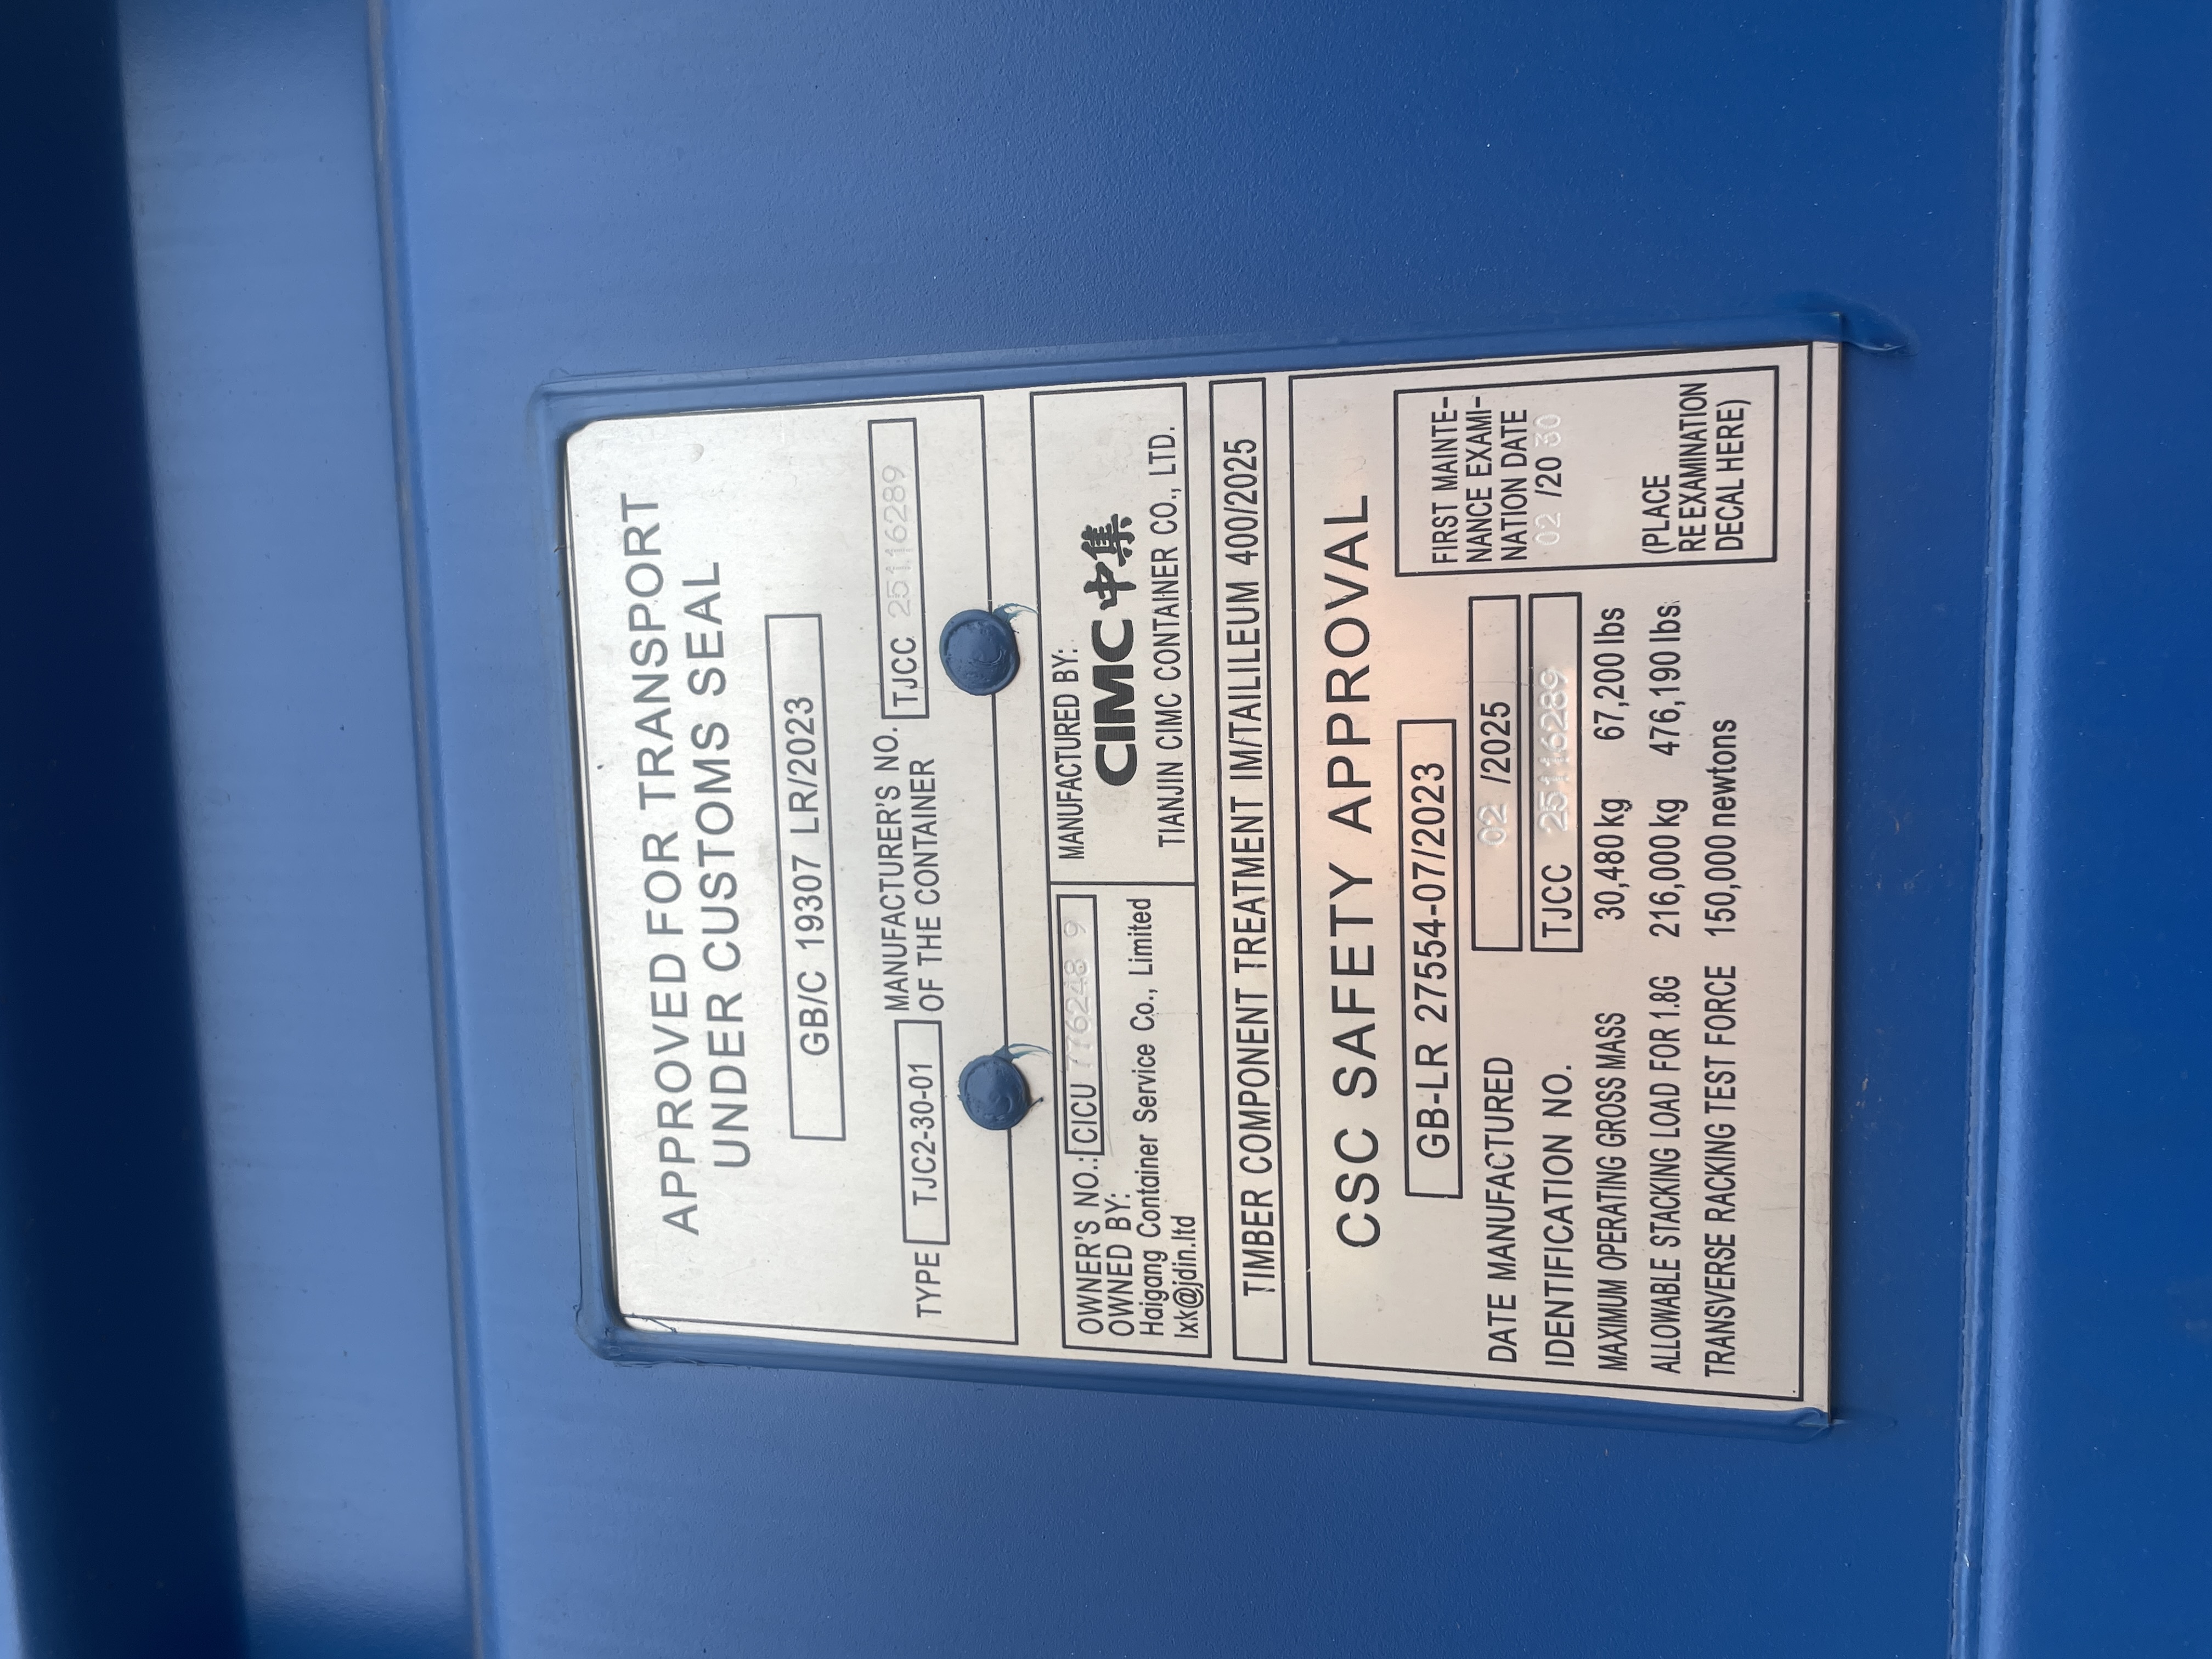 APPROVED FOR TRANSPORT
UNDER CUSTOMS SEAL
GB/C 19307 LR/2023
TYPE TJC2-30-01 MANUFACTURER'S NO. OF THE CONTAINER TJCC 25116289
OWNER'S NO.: CICU 776248 9
OWNED BY:
Haigang Container Service Co., Limited
lxk@jdin.ltd
MANUFACTURED BY:
CIMC中集
TIANJIN CIMC CONTAINER CO., LTD.
TIMBER COMPONENT TREATMENT IM/TAILILEUM 400/2025
CSC SAFETY APPROVAL
GB-LR 27554-07/2023
DATE MANUFACTURED 02 /2025
IDENTIFICATION NO. TJCC 25116289
MAXIMUM OPERATING GROSS MASS 30,480 kg 67,200 lbs
ALLOWABLE STACKING LOAD FOR 1.8G 216,000 kg 476,190 lbs
TRANSVERSE RACKING TEST FORCE 150,000 newtons
FIRST MAINTE-
NANCE EXAMI-
NATION DATE
02 /20 30
(PLACE
RE EXAMINATION
DECAL HERE)